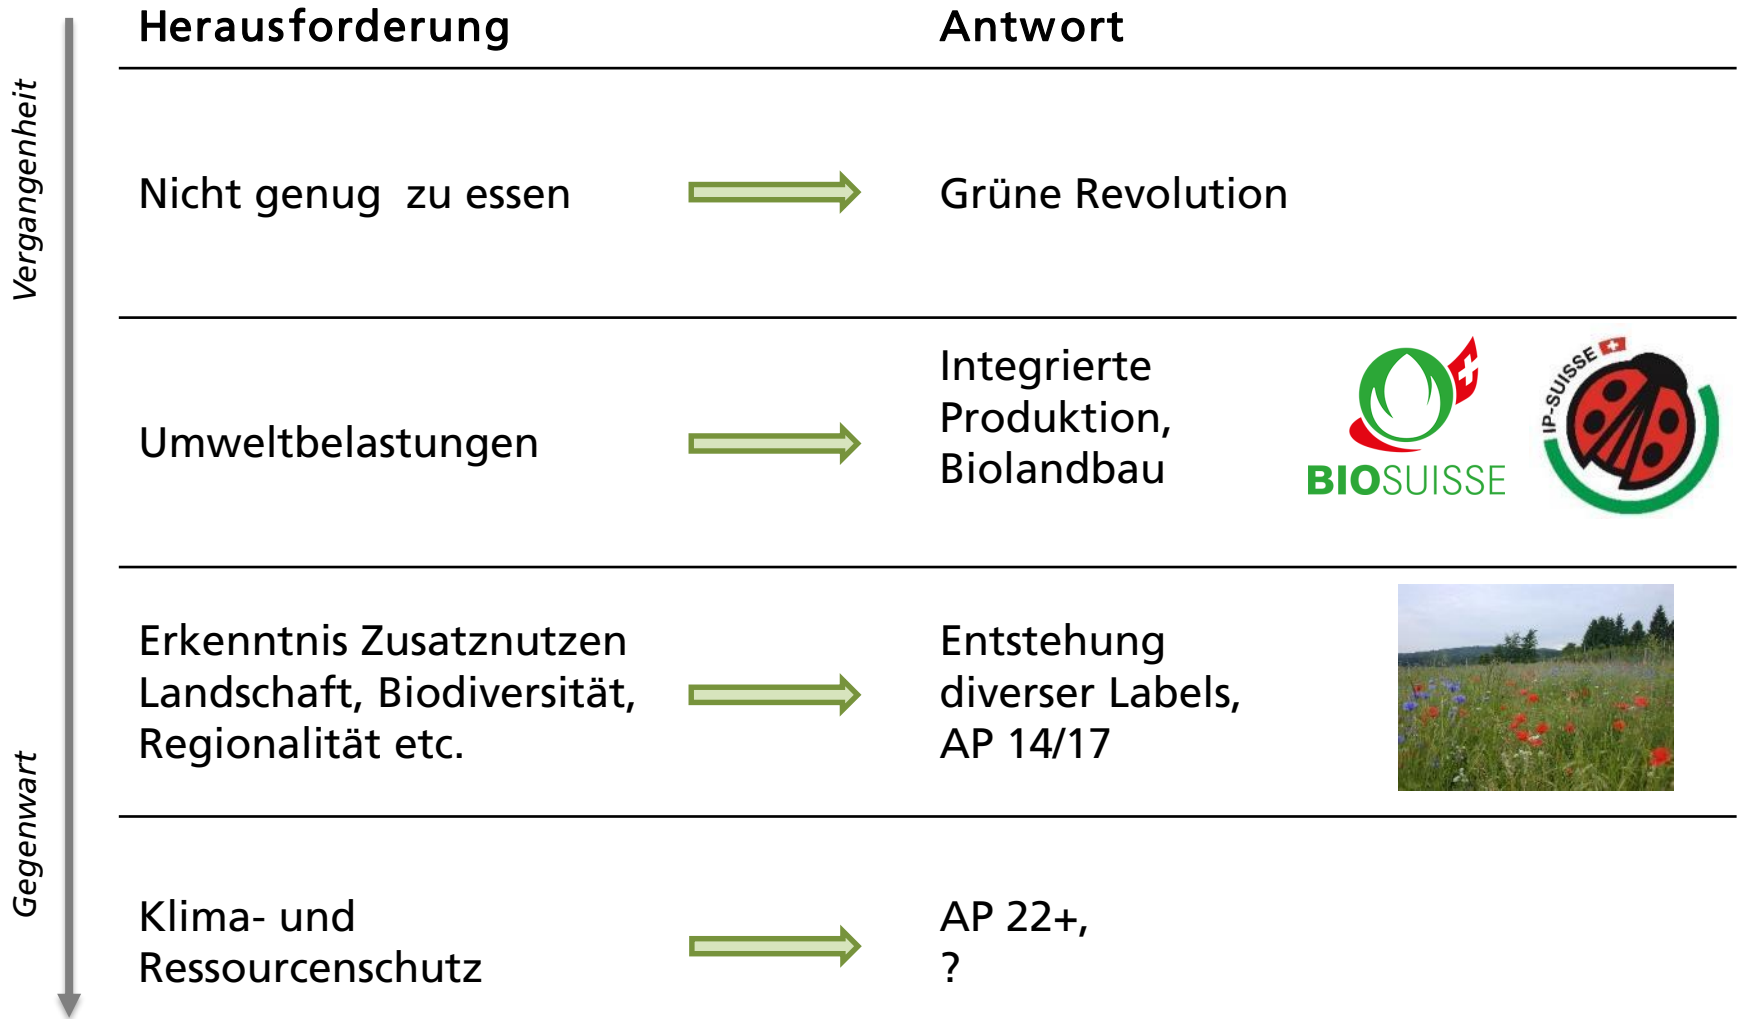 Herausforderung
Antwort
Vergangenheit
Nicht genug zu essen
Grüne Revolution
Umweltbelastungen
Integrierte
Produktion,
Biolandbau
BIOSUISSE
IP-SUISSE
Erkenntnis Zusatznutzen
Landschaft, Biodiversität,
Regionalität etc.
Entstehung
diverser Labels,
AP 14/17
Gegenwart
Klima- und
Ressourcenschutz
AP 22+,
?